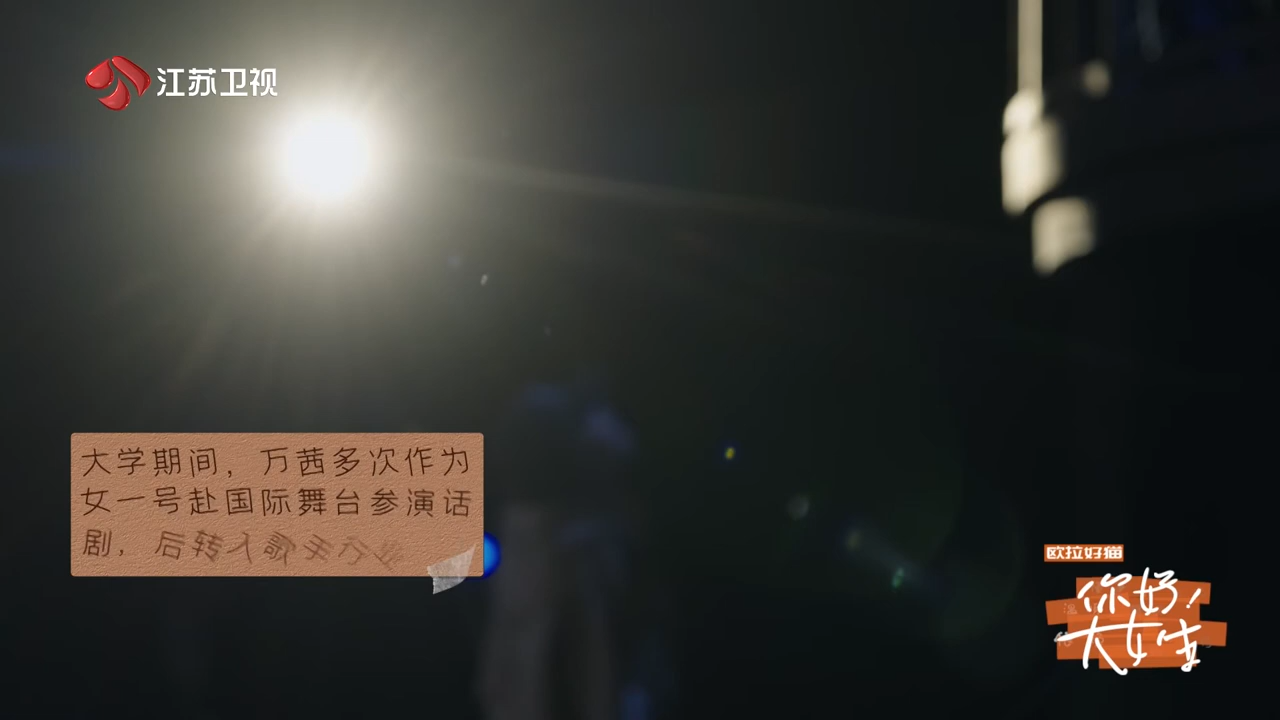 江苏卫视
大学期间，万茜多次作为
女一号赴国际舞台参演话
剧，后转入歌手行
欧拉好猫
你好！
大女生